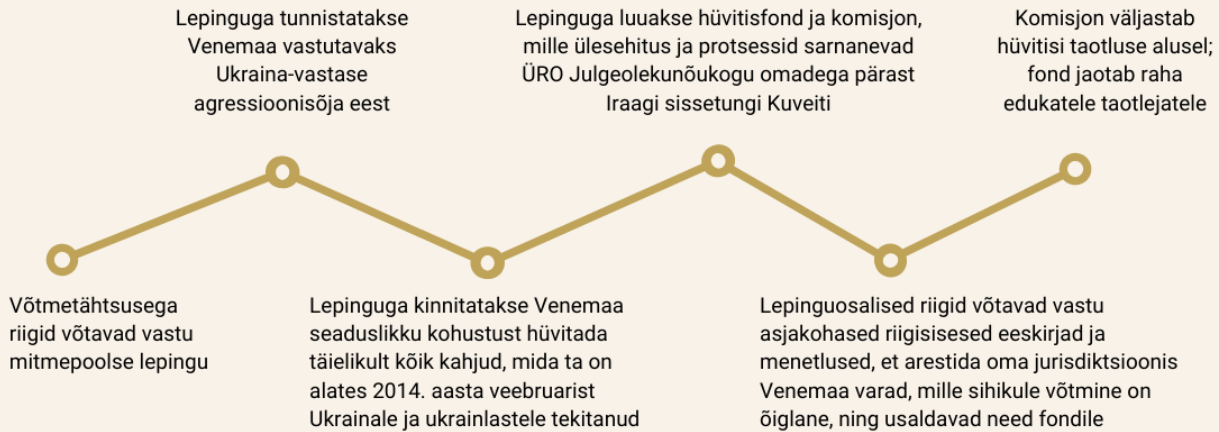 Võtmetähtsusega
riigid võtavad vastu
mitmepoolse lepingu
Lepinguga tunnistatakse
Venemaa vastutavaks
Ukraina-vastase
agressioonisõja eest
Lepinguga kinnitatakse Venemaa
seaduslikku kohustust hüvitada
täielikult kõik kahjud, mida ta on
alates 2014. aasta veebruarist
Ukrainale ja ukrainlastele tekitanud
Lepinguga luuakse hüvitisfond ja komisjon,
mille ülesehitus ja protsessid sarnanevad
ÜRO Julgeolekunõukogu omadega pärast
Iraagi sissetungi Kuveiti
Lepinguosalised riigid võtavad vastu
asjakohased riigisisesed eeskirjad ja
menetlused, et arestida oma jurisdiktsioonis
Venemaa varad, mille sihikule võtmine on
õiglane, ning usaldavad need fondile
Komisjon väljastab
hüvitisi taotluse alusel;
fond jaotab raha
edukatele taotlejatele